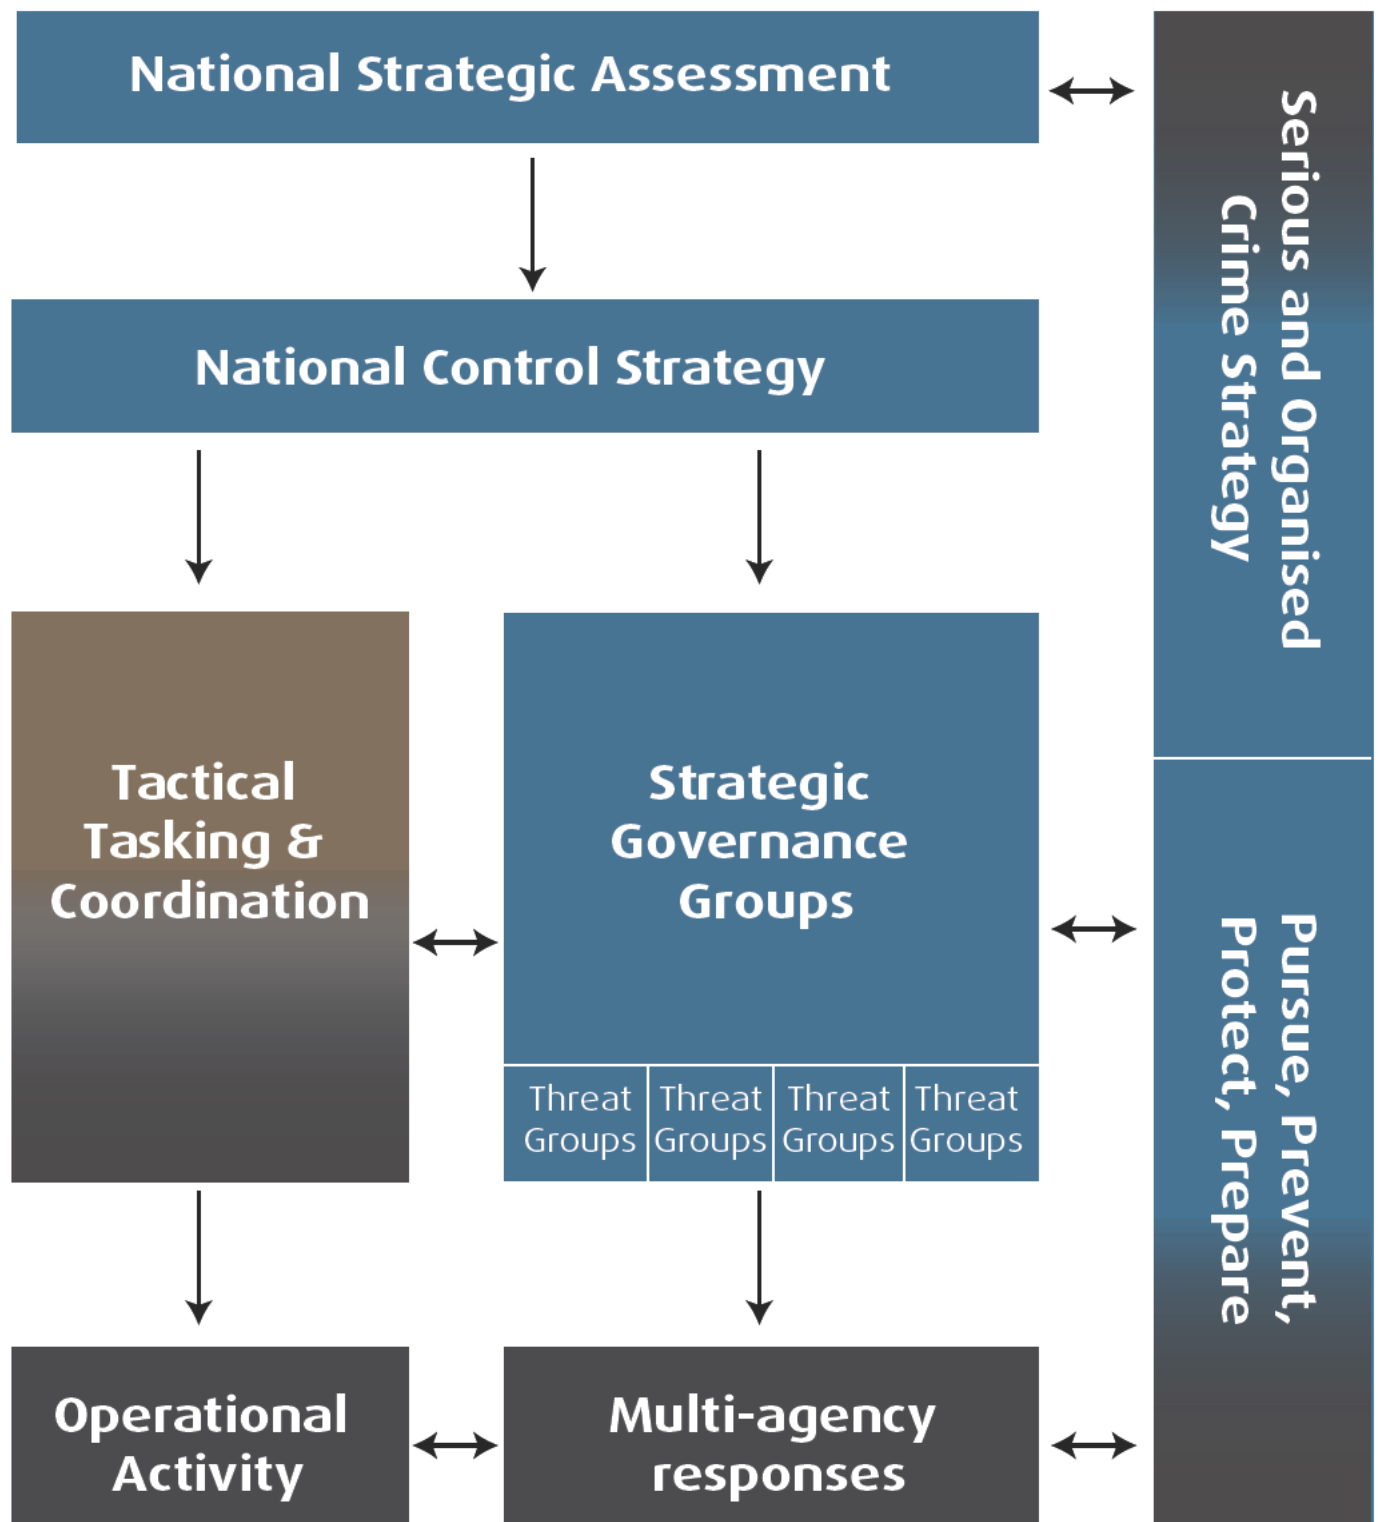 National Strategic Assessment
National Control Strategy
Tactical
Tasking &
Coordination
Strategic
Governance
Groups
Threat
Groups
Threat
Groups
Threat
Groups
Threat
Groups
Operational
Activity
Multi-agency
responses
Serious and Organised
Crime Strategy
Pursue, Prevent,
Protect, Prepare